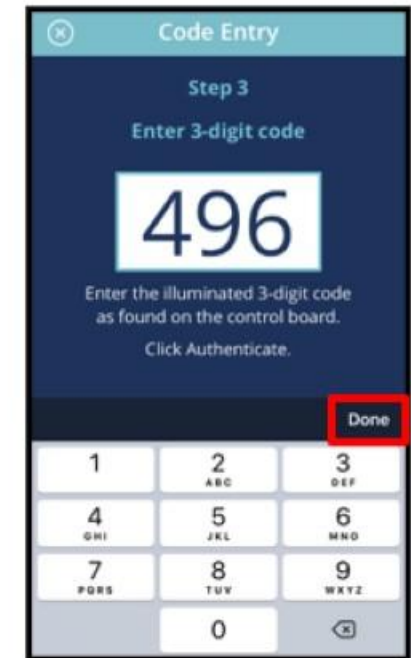 Code Entry
Step 3
Enter 3-digit code
496
Enter the illuminated 3-digit code
as found on the control board.
Click Authenticate.
Done
1 2 3
ABC DEF
4 5 6
GHI JKL MNO
7 8 9
PQRS TUV WXYZ
0